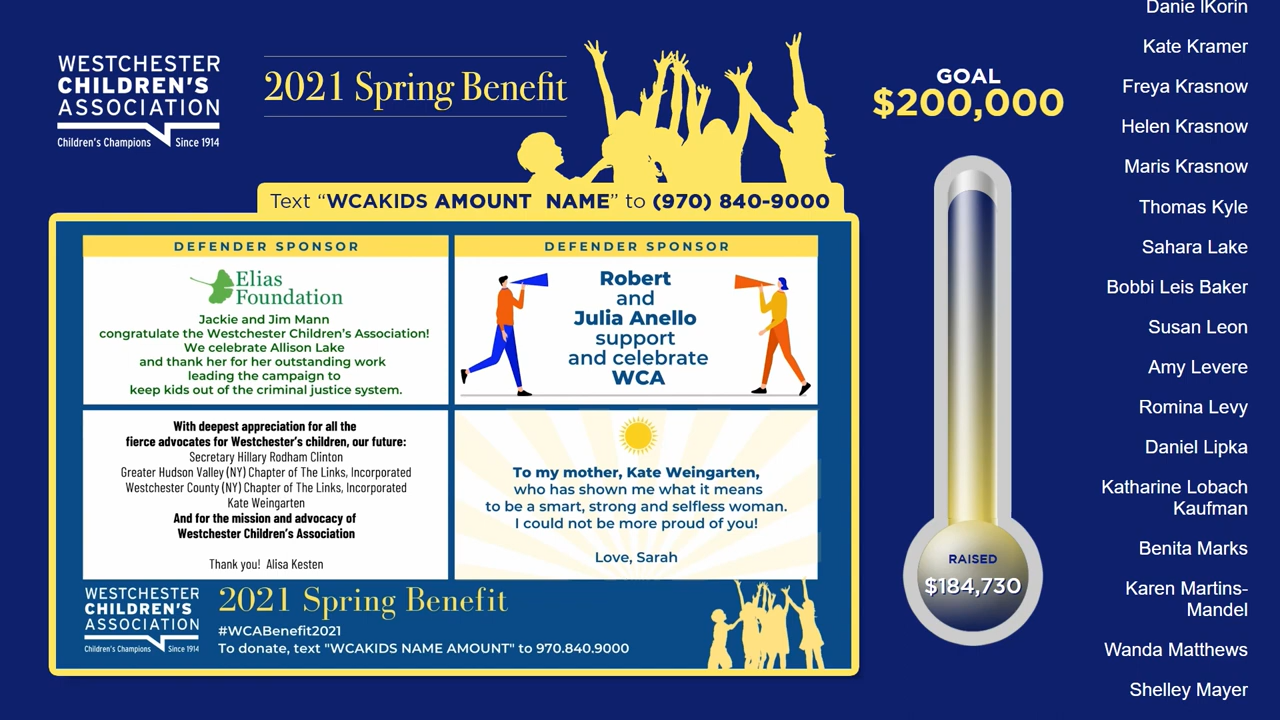 WESTCHESTER
CHILDREN'S
ASSOCIATION
Children's Champions Since 1914
2021 Spring Benefit
Text “WCAKIDS AMOUNT NAME” to (970) 840-9000
DEFENDER SPONSOR
Elias
Foundation
Jackie and Jim Mann
congratulate the Westchester Children's Association!
We celebrate Allison Lake
and thank her for her outstanding work
leading the campaign to
keep kids out of the criminal justice system.
DEFENDER SPONSOR
Robert
and
Julia Anello
support
and celebrate
WCA
With deepest appreciation for all the
fierce advocates for Westchester's children, our future:
Secretary Hillary Rodham Clinton
Greater Hudson Valley (NY) Chapter of The Links, Incorporated
Westchester County (NY) Chapter of The Links, Incorporated
Kate Weingarten
And for the mission and advocacy of
Westchester Children's Association
Thank you! Alisa Kesten
To my mother, Kate Weingarten,
who has shown me what it means
to be a smart, strong and selfless woman.
I could not be more proud of you!
Love, Sarah
WESTCHESTER
CHILDREN'S
ASSOCIATION
Children's Champions Since 1914
2021 Spring Benefit
#WCABenefit2021
To donate, text "WCAKIDS NAME AMOUNT" to 970.840.9000
GOAL
$200,000
RAISED
$184,730
Danie lKorin
Kate Kramer
Freya Krasnow
Helen Krasnow
Maris Krasnow
Thomas Kyle
Sahara Lake
Bobbi Leis Baker
Susan Leon
Amy Levere
Romina Levy
Daniel Lipka
Katharine Lobach
Kaufman
Benita Marks
Karen Martins-
Mandel
Wanda Matthews
Shelley Mayer